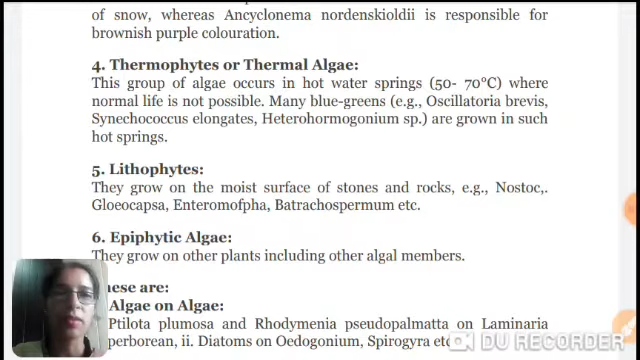 of snow, whereas Ancyclonema nordenskioldii is responsible for
brownish purple colouration.
4. Thermophytes or Thermal Algae:
This group of algae occurs in hot water springs (50- 70°C) where
normal life is not possible. Many blue-greens (e.g., Oscillatoria brevis,
Synechococcus elongates, Heterohormogonium sp.) are grown in such
hot springs.
5. Lithophytes:
They grow on the moist surface of stones and rocks, e.g., Nostoc,.
Gloeocapsa, Enteromofpha, Batrachospermum etc.
6. Epiphytic Algae:
They grow on other plants including other algal members.
ese are:
Algae on Algae:
Ptilota plumosa and Rhodymenia pseudopalmatta on Laminaria
perborean, ii. Diatoms on Oedogonium, Spirogyra etc
DU RECORDER